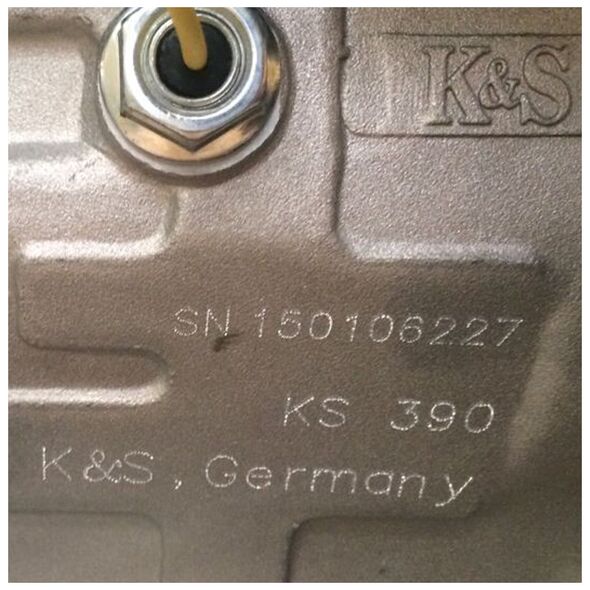 K&S
SN 150106227
KS 390
K&S, Germany